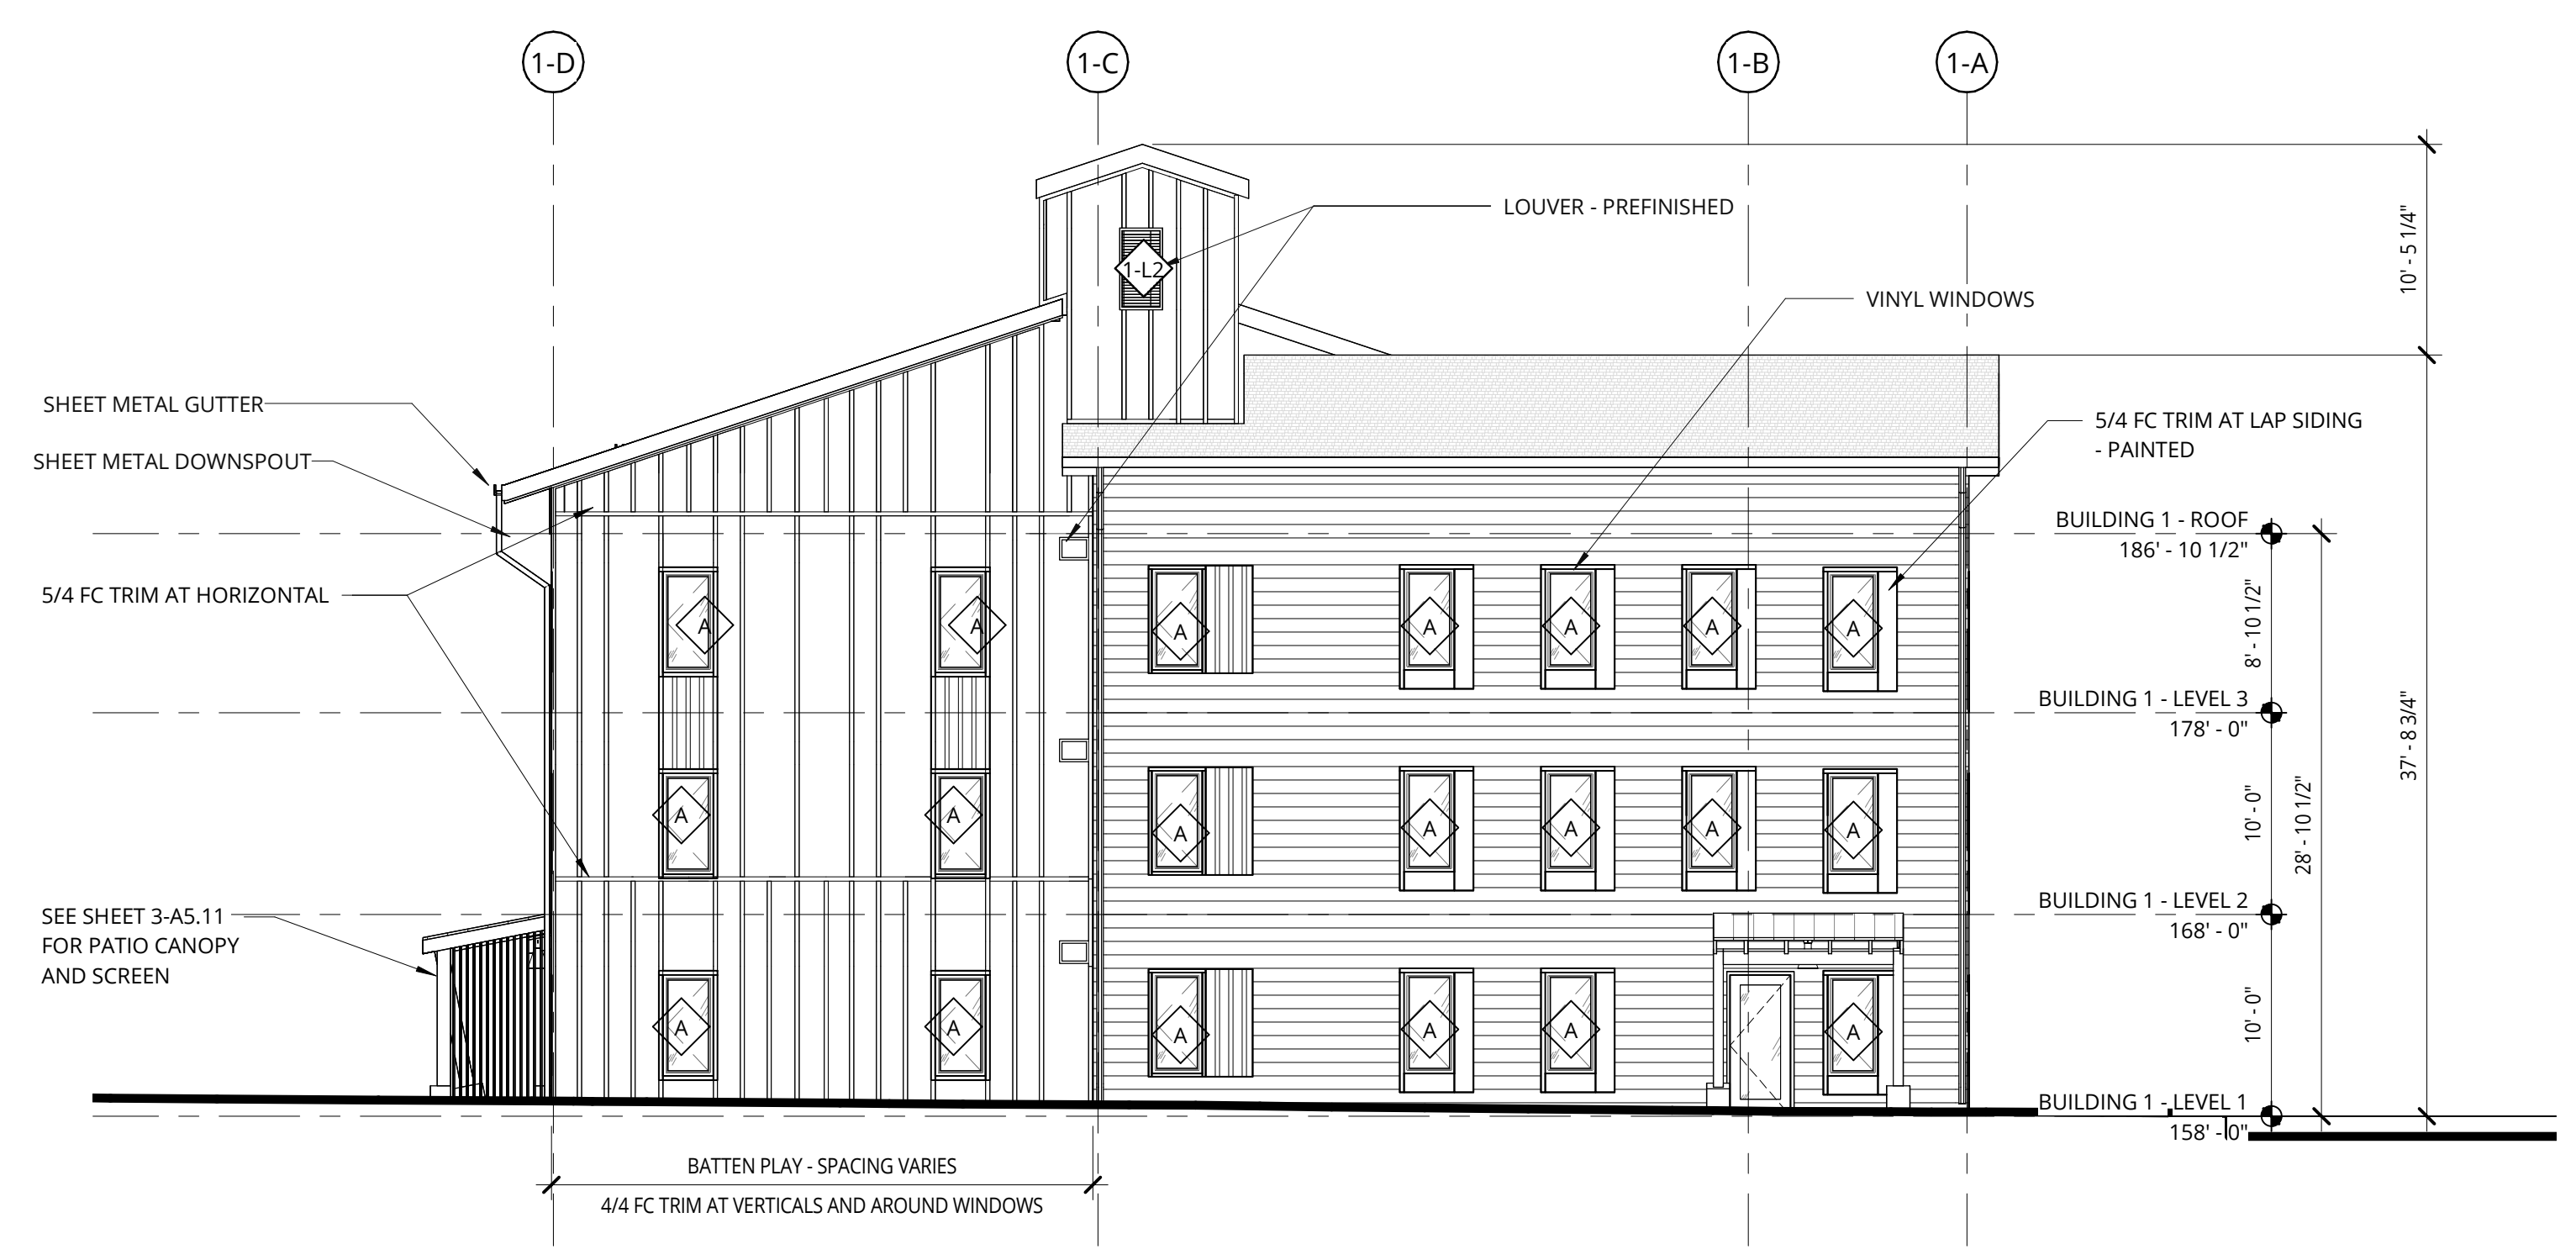 1-D
1-C
1-B
1-A
LOUVER - PREFINISHED
10' - 5 1/4"
1-L2
VINYL WINDOWS
SHEET METAL GUTTER
5/4 FC TRIM AT LAP SIDING
- PAINTED
SHEET METAL DOWNSPOUT
BUILDING 1 - ROOF
186' - 10 1/2"
5/4 FC TRIM AT HORIZONTAL
8' - 10 1/2"
A
A
A
A
A
A
A
BUILDING 1 - LEVEL 3
178' - 0"
37' - 8 3/4"
10' - 0"
28' - 10 1/2"
A
A
A
A
A
A
A
SEE SHEET 3-A5.11
FOR PATIO CANOPY
AND SCREEN
BUILDING 1 - LEVEL 2
168' - 0"
10' - 0"
A
A
A
A
A
A
BUILDING 1 - LEVEL 1
158' - 0"
BATTEN PLAY - SPACING VARIES
4/4 FC TRIM AT VERTICALS AND AROUND WINDOWS